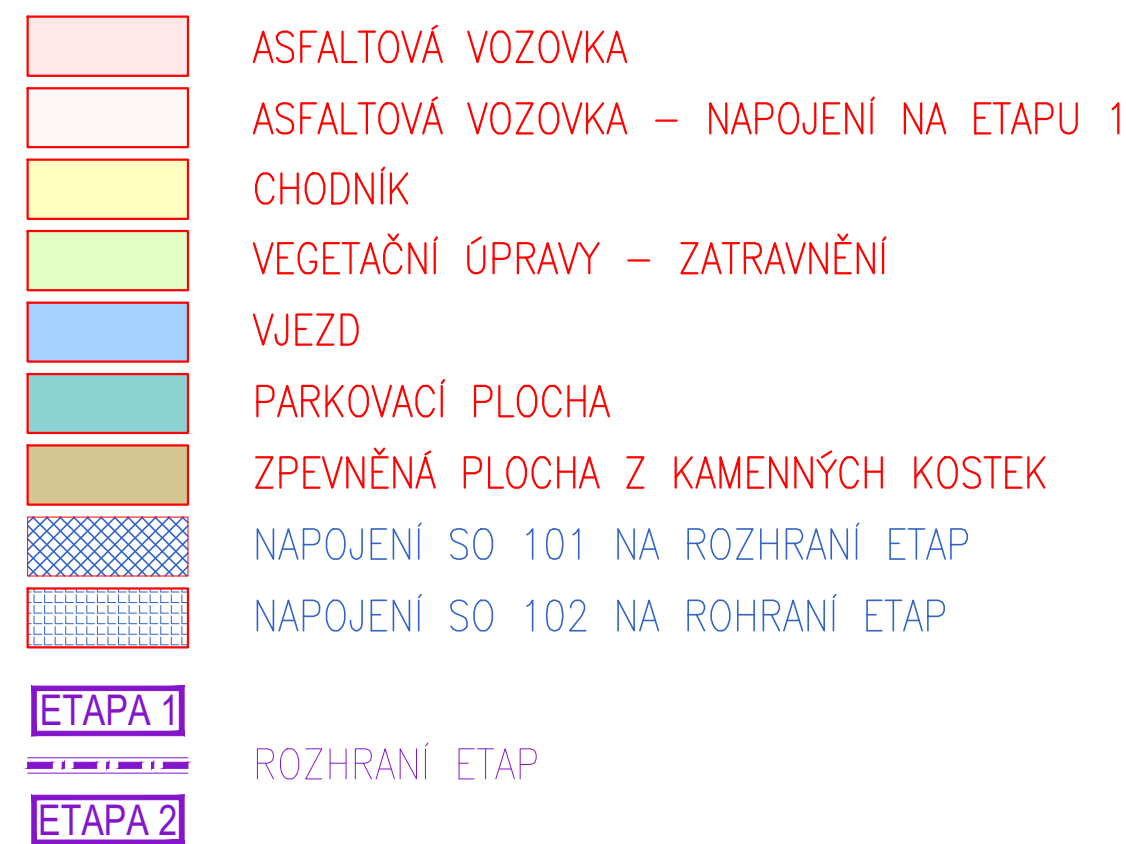 ASFALTOVÁ VOZOVKA
ASFALTOVÁ VOZOVKA – NAPOJENÍ NA ETAPU 1
CHODNÍK
VEGETAČNÍ ÚPRAVY – ZATRAVNĚNÍ
VJEZD
PARKOVACÍ PLOCHA
ZPEVNĚNÁ PLOCHA Z KAMENNÝCH KOSTEK
NAPOJENÍ SO 101 NA ROZHRANÍ ETAP
NAPOJENÍ SO 102 NA ROHRANÍ ETAP
ETAPA 1
ROZHRANÍ ETAP
ETAPA 2